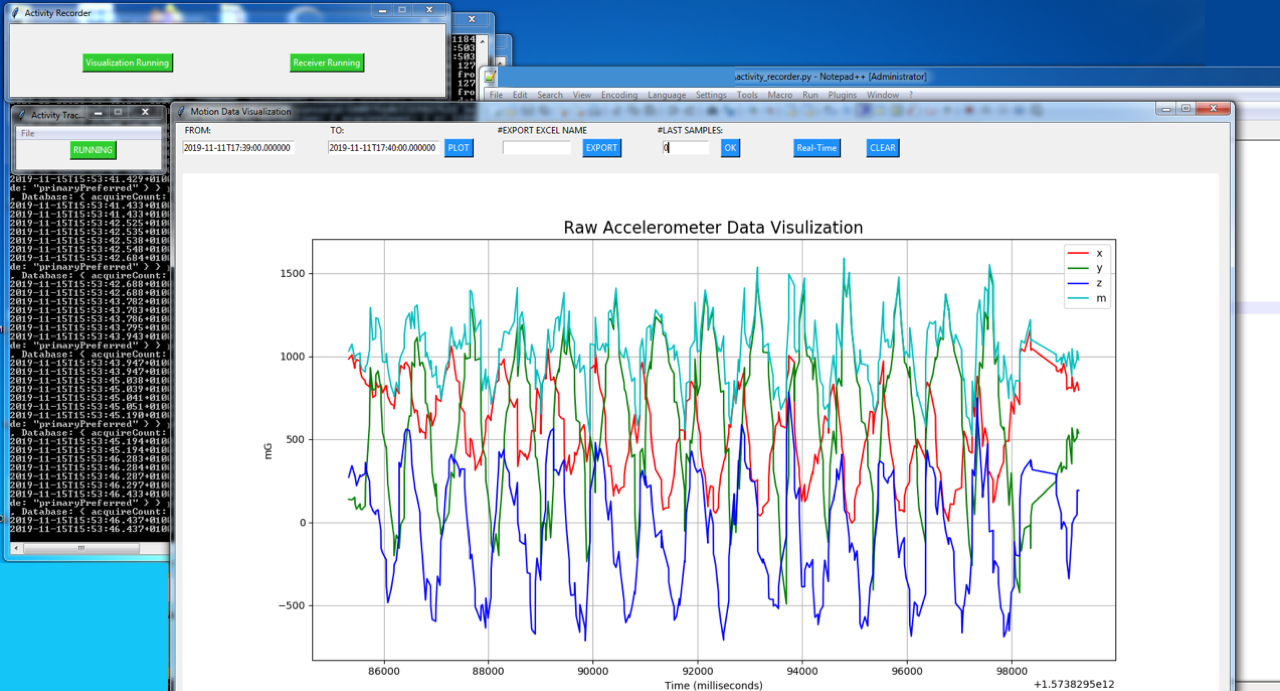 Activity Recorder
Visualization Running
Receiver Running
1184
:503
:503
127
fro
127
fro
\activity_recorder.py - Notepad++ [Administrator]
File Edit Search View Encoding Language Settings Tools Macro Run Plugins Window ?
Activity Trac...
File
RUNNING
Motion Data Visualization
FROM: TO: #EXPORT EXCEL NAME #LAST SAMPLES:
2019-11-11T17:39:00.000000 2019-11-11T17:40:00.000000 PLOT EXPORT 0 OK Real-Time CLEAR
2019-11-15T15:53:41.429+010
de: "primaryPreferred" } }
, Database: { acquireCount:
2019-11-15T15:53:41.433+010
2019-11-15T15:53:41.433+010
2019-11-15T15:53:42.525+010
2019-11-15T15:53:42.535+010
2019-11-15T15:53:42.538+010
2019-11-15T15:53:42.548+010
2019-11-15T15:53:42.684+010
de: "primaryPreferred" } }
, Database: { acquireCount:
2019-11-15T15:53:42.688+010
2019-11-15T15:53:42.688+010
2019-11-15T15:53:43.782+010
2019-11-15T15:53:43.783+010
2019-11-15T15:53:43.786+010
2019-11-15T15:53:43.795+010
2019-11-15T15:53:43.943+010
de: "primaryPreferred" } }
, Database: { acquireCount:
2019-11-15T15:53:43.947+010
2019-11-15T15:53:43.947+010
2019-11-15T15:53:45.038+010
2019-11-15T15:53:45.039+010
2019-11-15T15:53:45.041+010
2019-11-15T15:53:45.051+010
2019-11-15T15:53:45.190+010
de: "primaryPreferred" } }
, Database: { acquireCount:
2019-11-15T15:53:45.194+010
2019-11-15T15:53:45.194+010
2019-11-15T15:53:46.283+010
2019-11-15T15:53:46.284+010
2019-11-15T15:53:46.287+010
2019-11-15T15:53:46.297+010
2019-11-15T15:53:46.433+010
de: "primaryPreferred" } }
, Database: { acquireCount:
2019-11-15T15:53:46.437+010
2019-11-15T15:53:46.437+010
Raw Accelerometer Data Visulization
x
y
z
m
1500
1000
500
0
−500
mG
86000 88000 90000 92000 94000 96000 98000
Time (milliseconds)
+1.5738295e12